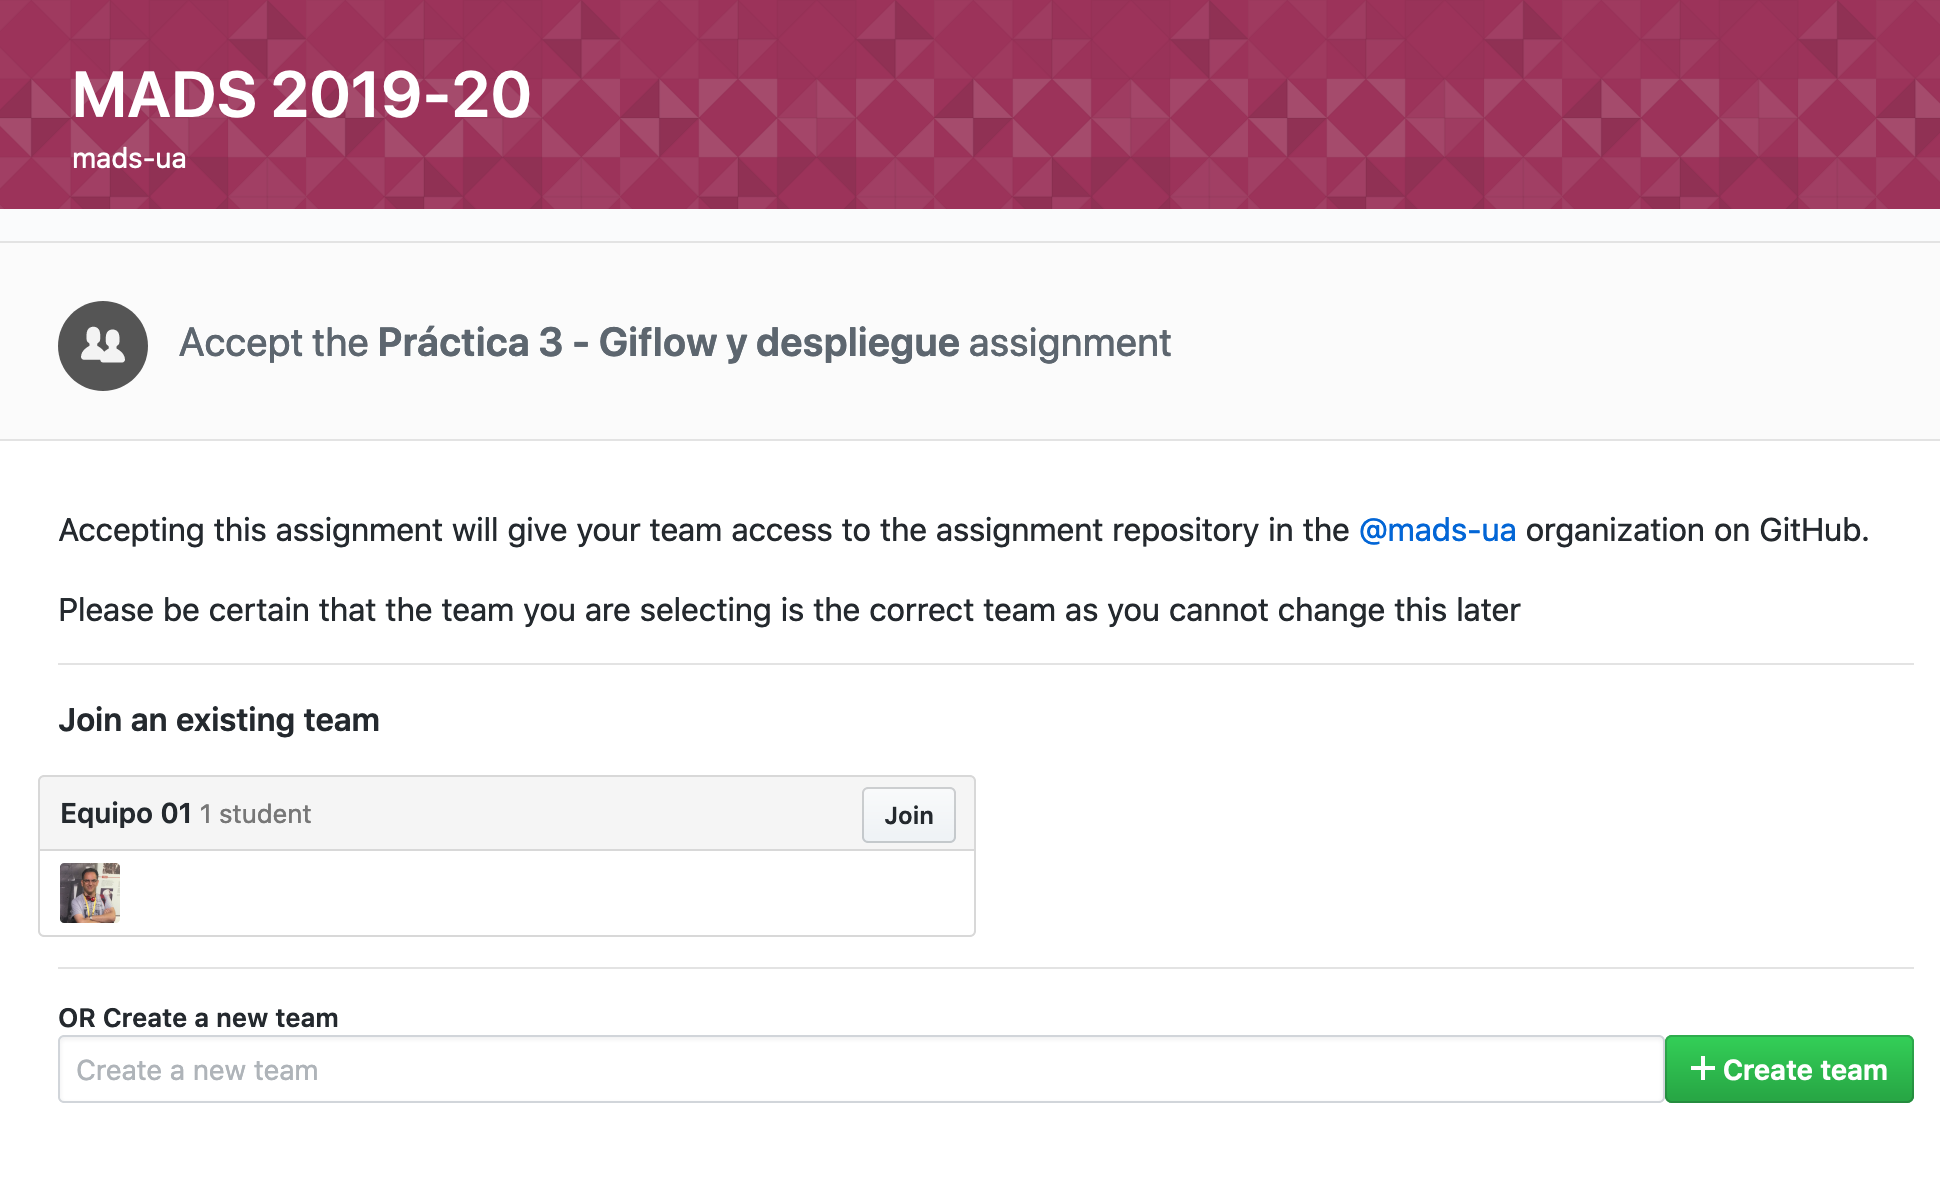 MADS 2019-20
mads-ua
Accept the Práctica 3 - Giflow y despliegue assignment
Accepting this assignment will give your team access to the assignment repository in the @mads-ua organization on GitHub.
Please be certain that the team you are selecting is the correct team as you cannot change this later
Join an existing team
Equipo 01 1 student Join
OR Create a new team
Create a new team + Create team